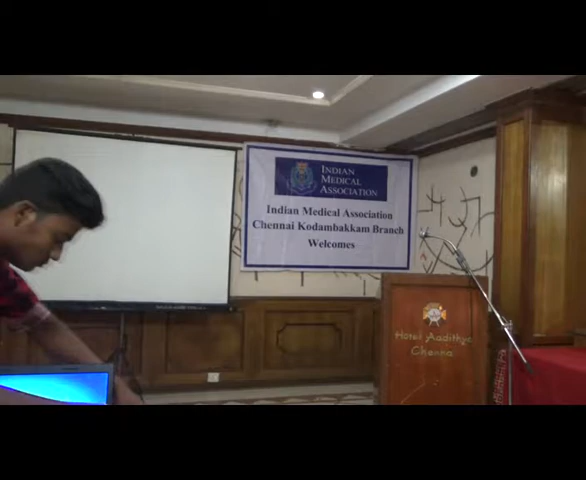 INDIAN
MEDICAL
ASSOCIATION
Indian Medical Association
Chennai Kodambakkam Branch
Welcomes
Hotel Aadithya
Chennai